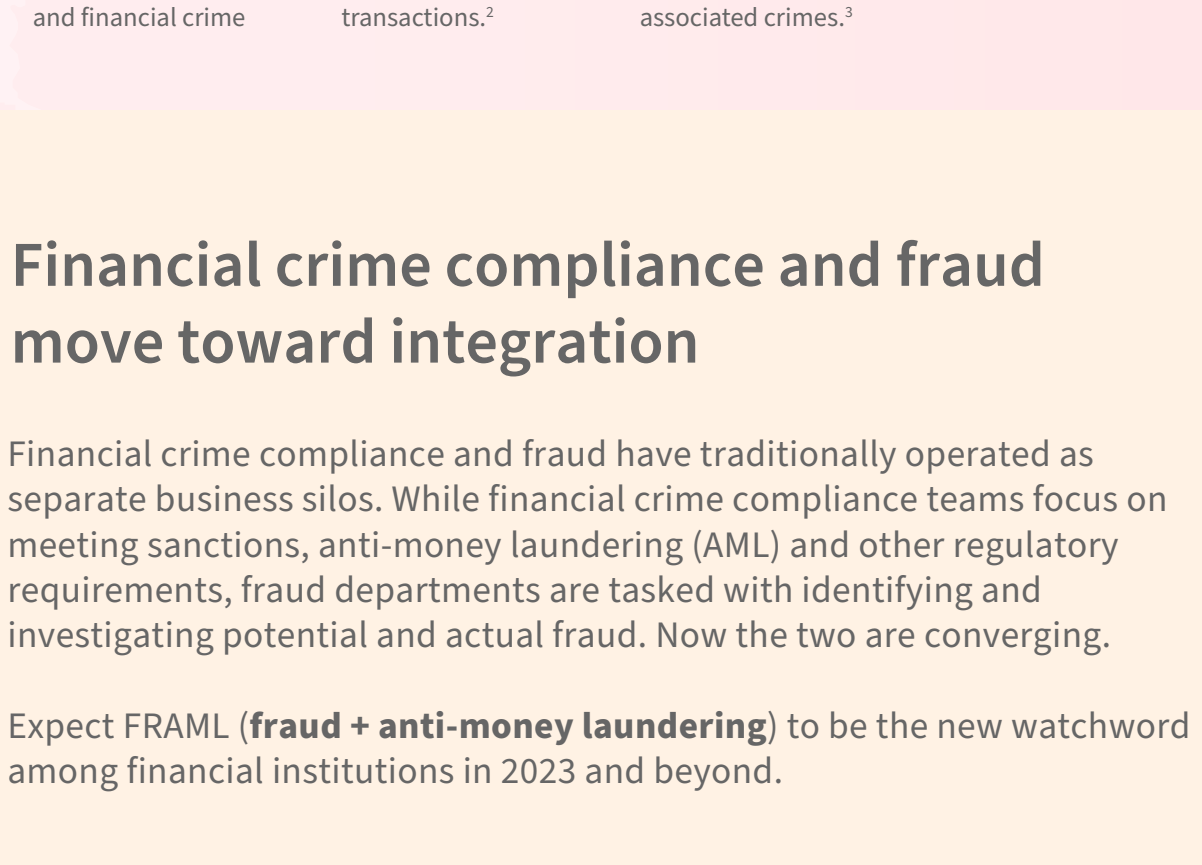 and financial crime
transactions.²
associated crimes.³
Financial crime compliance and fraud
move toward integration
Financial crime compliance and fraud have traditionally operated as
separate business silos. While financial crime compliance teams focus on
meeting sanctions, anti-money laundering (AML) and other regulatory
requirements, fraud departments are tasked with identifying and
investigating potential and actual fraud. Now the two are converging.
Expect FRAML (fraud + anti-money laundering) to be the new watchword
among financial institutions in 2023 and beyond.